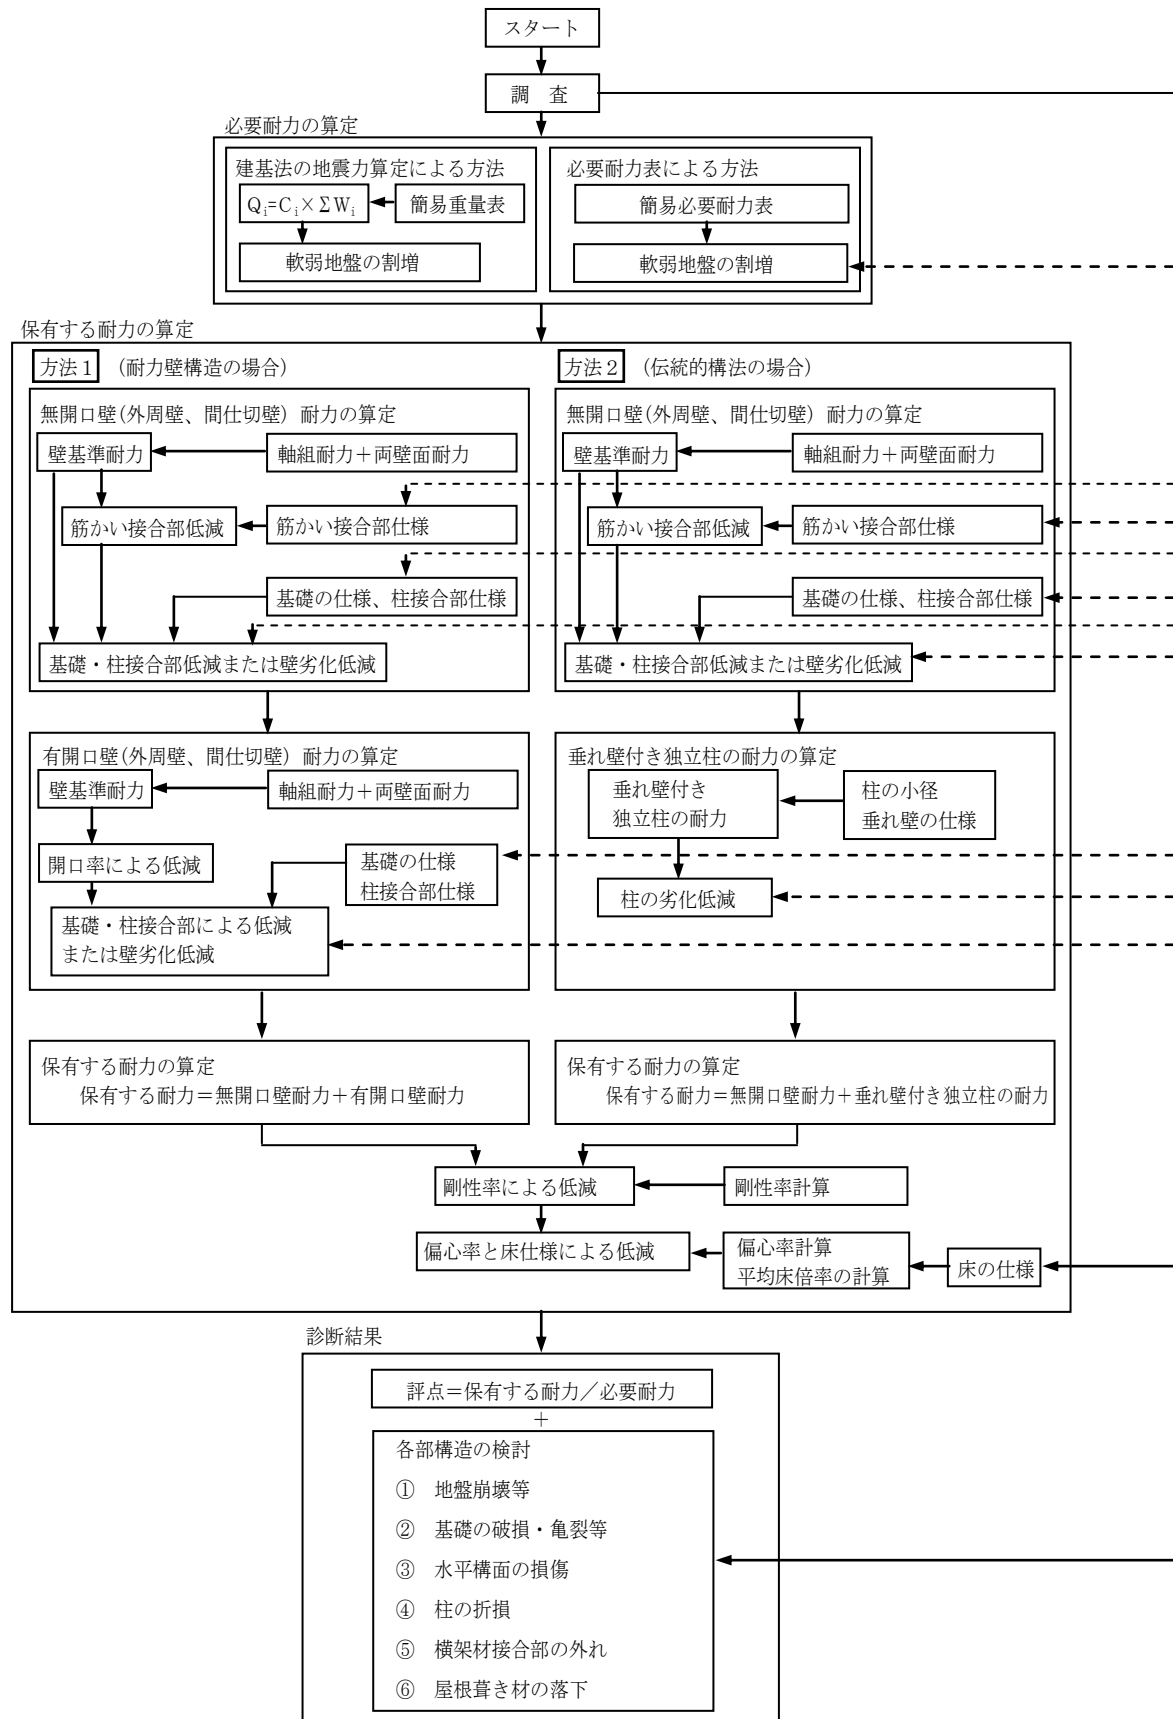 スタート
調　査
必要耐力の算定
建基法の地震力算定による方法
Qi=Ci×ΣWi
簡易重量表
軟弱地盤の割増
必要耐力表による方法
簡易必要耐力表
軟弱地盤の割増
保有する耐力の算定
方法１ (耐力壁構造の場合)
無開口壁(外周壁、間仕切壁) 耐力の算定
壁基準耐力
軸組耐力＋両壁面耐力
筋かい接合部低減
筋かい接合部仕様
基礎の仕様、柱接合部仕様
基礎・柱接合部低減または壁劣化低減
有開口壁(外周壁、間仕切壁) 耐力の算定
壁基準耐力
軸組耐力＋両壁面耐力
開口率による低減
基礎の仕様
柱接合部仕様
基礎・柱接合部による低減
または壁劣化低減
保有する耐力の算定
保有する耐力＝無開口壁耐力＋有開口壁耐力
方法２ (伝統的構法の場合)
無開口壁(外周壁、間仕切壁) 耐力の算定
壁基準耐力
軸組耐力＋両壁面耐力
筋かい接合部低減
筋かい接合部仕様
基礎の仕様、柱接合部仕様
基礎・柱接合部低減または壁劣化低減
垂れ壁付き独立柱の耐力の算定
垂れ壁付き
独立柱の耐力
柱の小径
垂れ壁の仕様
柱の劣化低減
保有する耐力の算定
保有する耐力＝無開口壁耐力＋垂れ壁付き独立柱の耐力
剛性率による低減
剛性率計算
偏心率と床仕様による低減
偏心率計算
平均床倍率の計算
床の仕様
診断結果
評点＝保有する耐力／必要耐力
＋
各部構造の検討
①　地盤崩壊等
②　基礎の破損・亀裂等
③　水平構面の損傷
④　柱の折損
⑤　横架材接合部の外れ
⑥　屋根葺き材の落下